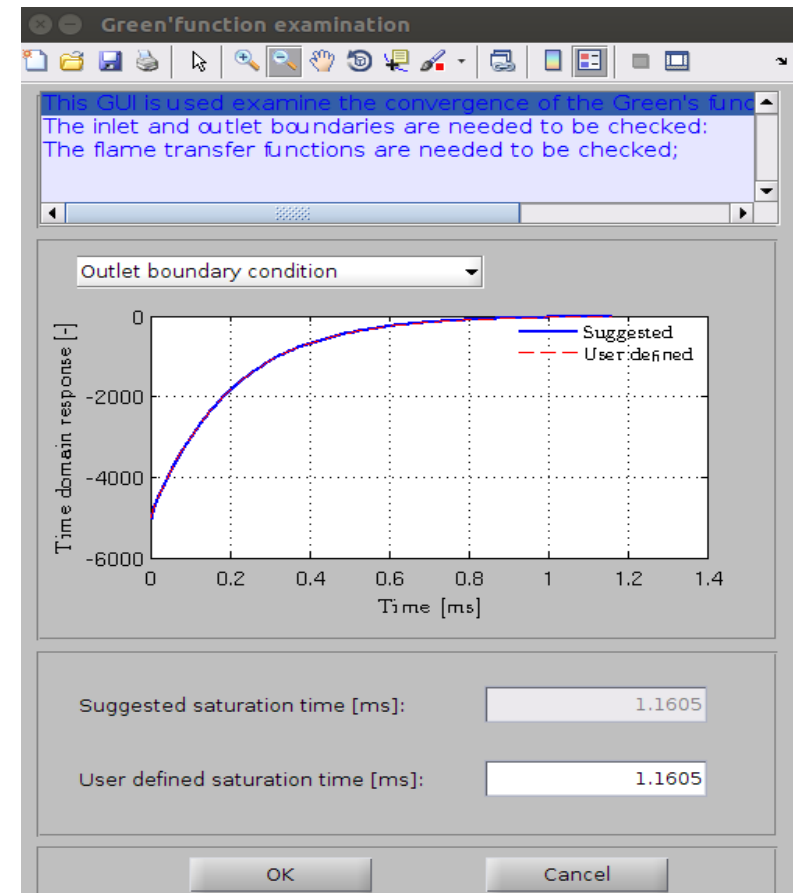 Green'function examination
This GUI is used examine the convergence of the Green's func
The inlet and outlet boundaries are needed to be checked:
The flame transfer functions are needed to be checked;
Outlet boundary condition
Time domain response [-]
0
-2000
-4000
-6000
Suggested
User defined
0 0.2 0.4 0.6 0.8 1 1.2 1.4
Time [ms]
Suggested saturation time [ms]: 1.1605
User defined saturation time [ms]: 1.1605
OK Cancel